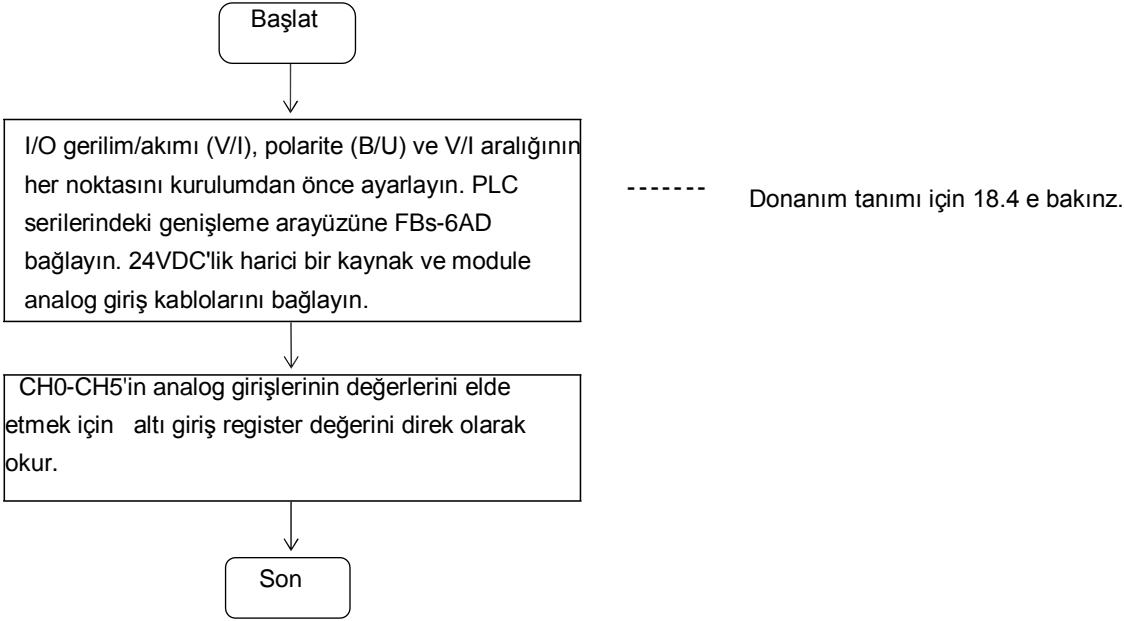 Başlat
I/O gerilim/akımı (V/I), polarite (B/U) ve V/I aralığının
her noktasını kurulumdan önce ayarlayın. PLC
serilerindeki genişleme arayüzüne FBs-6AD
bağlayın. 24VDC'lik harici bir kaynak ve module
analog giriş kablolarını bağlayın.
------- Donanım tanımı için 18.4 e bakınz.
CH0-CH5'in analog girişlerinin değerlerini elde
etmek için altı giriş register değerini direk olarak
okur.
Son